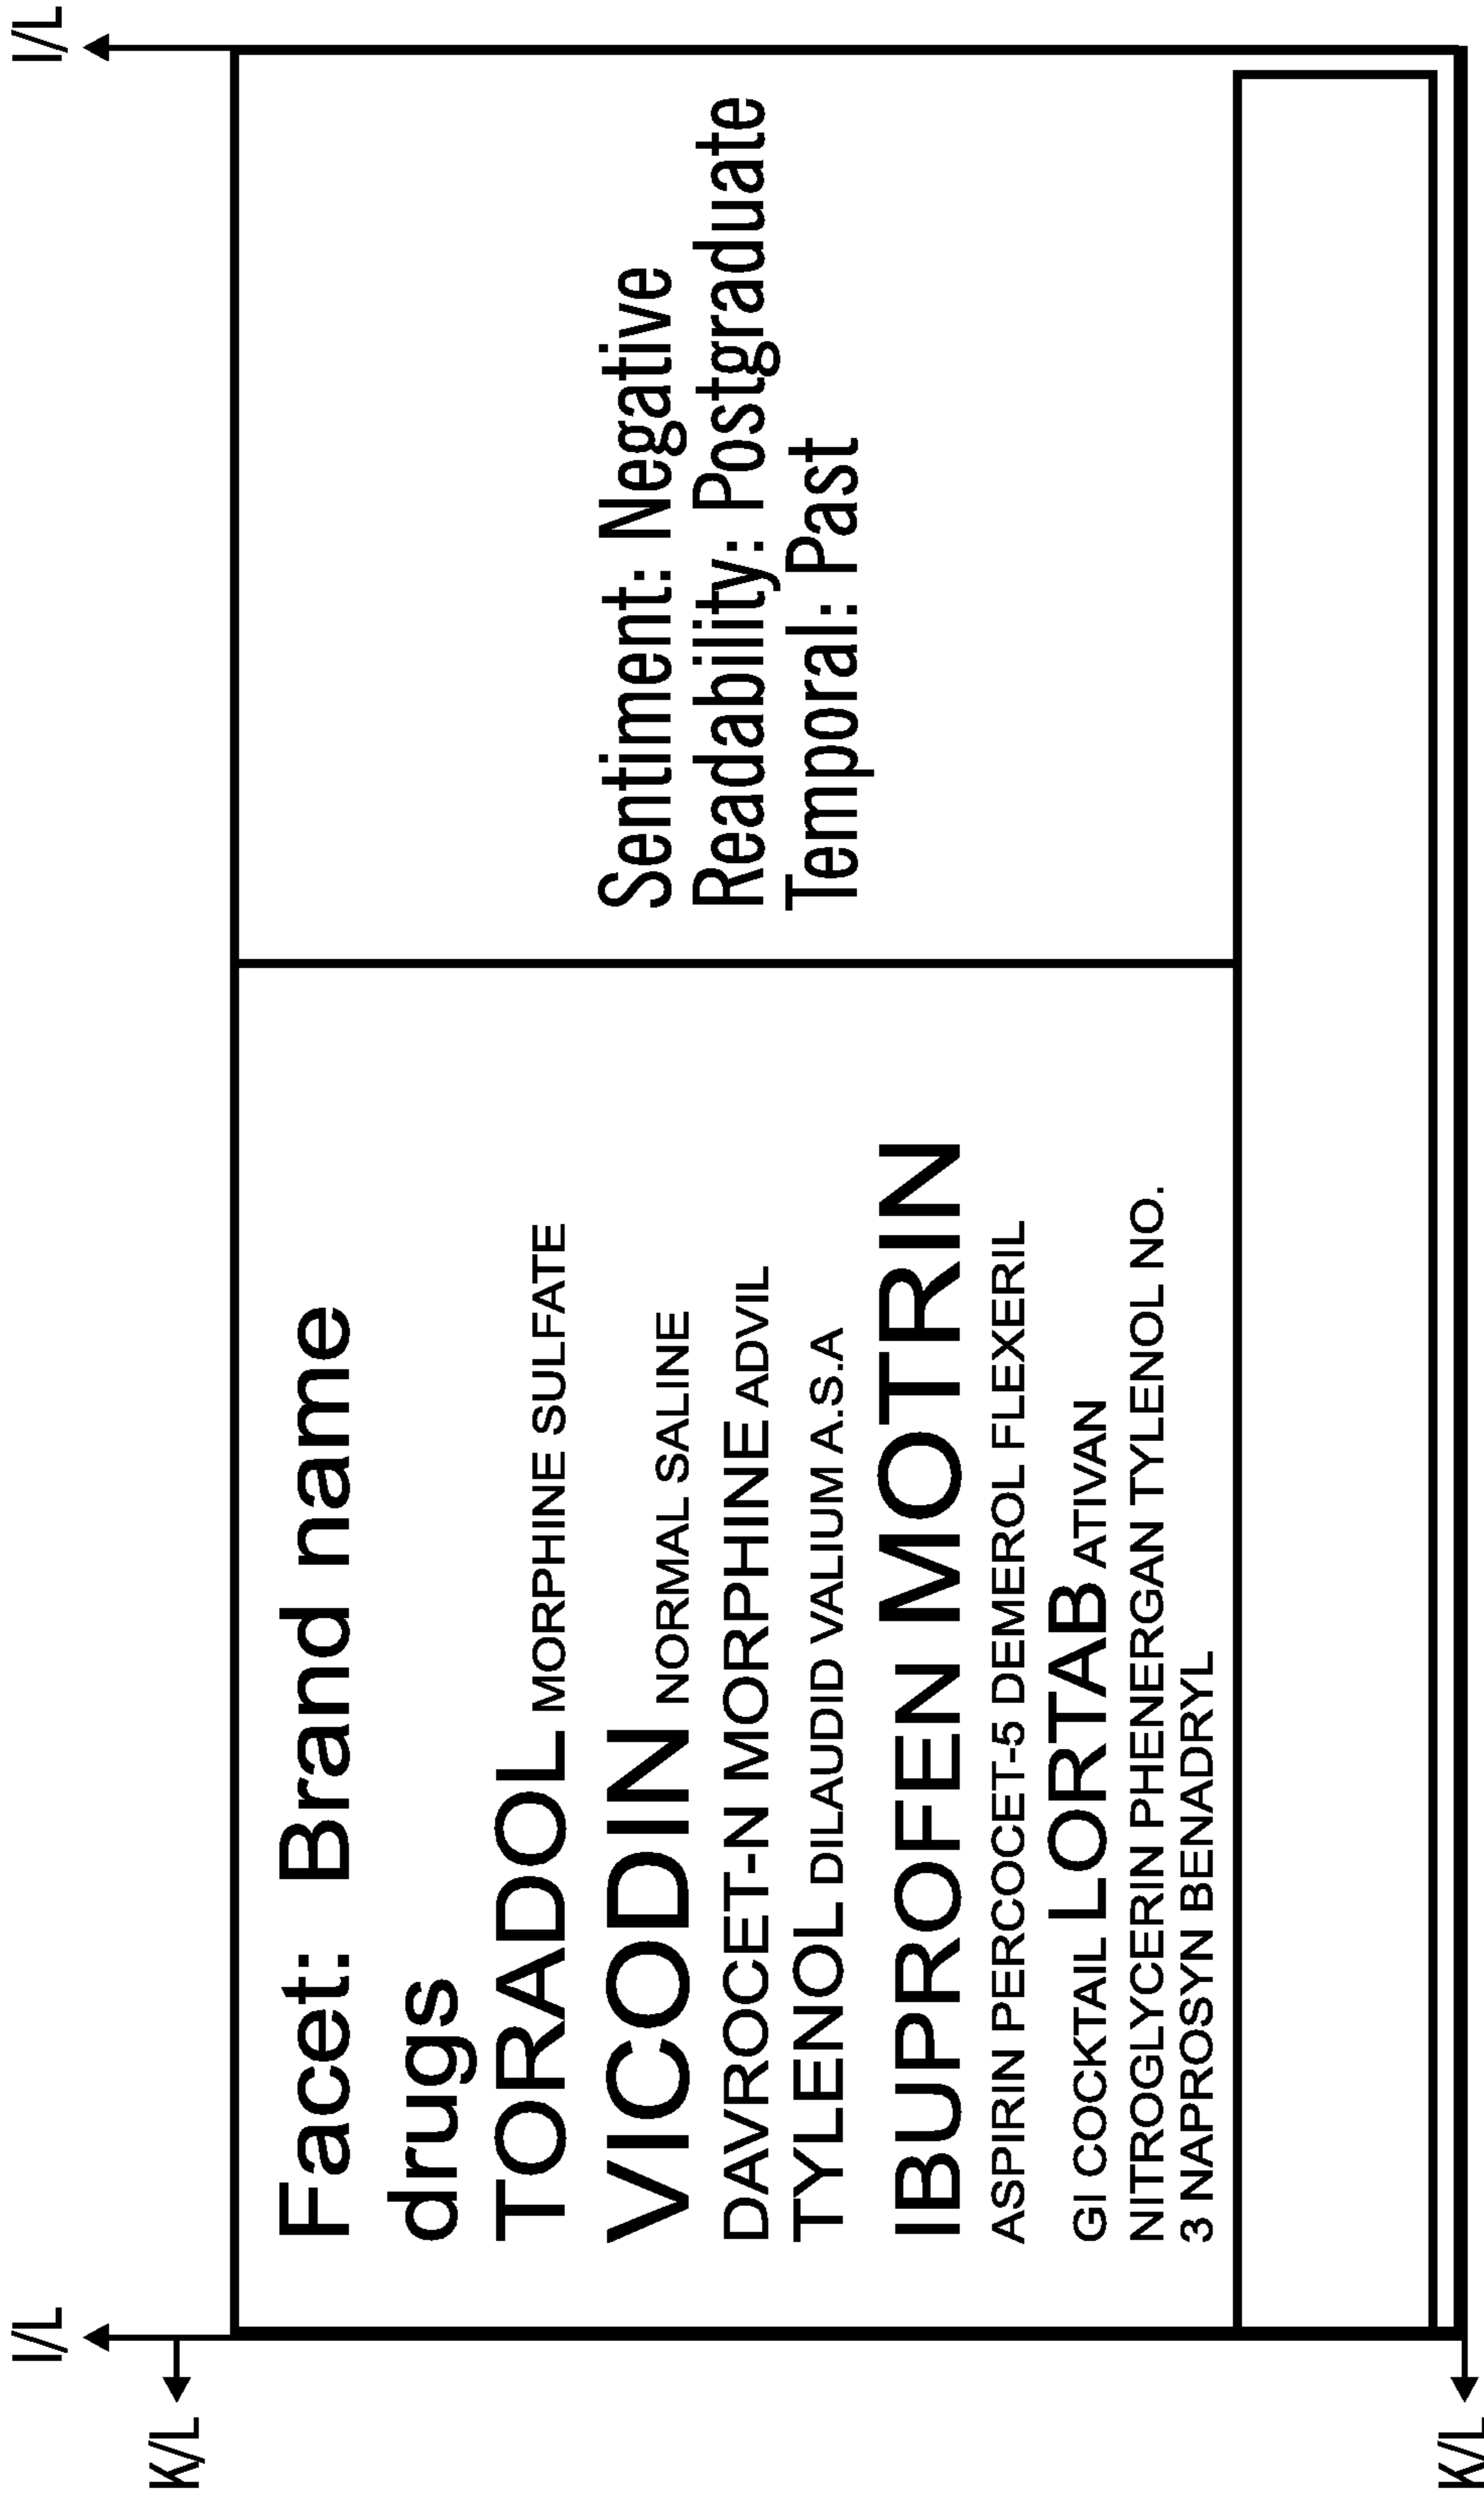 I/L
I/L
K/L
Facet: Brand name
drugs
TORADOL MORPHINE SULFATE
VICODIN NORMAL SALINE
DAVROCET-N MORPHINE ADVIL
TYLENOL DILAUDID VALIUM A.S.A
IBUPROFEN MOTRIN
ASPIRIN PERCOCET-5 DEMEROL FLEXERIL
GI COCKTAIL LORTAB ATIVAN
NITROGLYCERIN PHENERGAN TYLENOL NO.
3 NAPROSYN BENADRYL
Sentiment: Negative
Readability: Postgraduate
Temporal: Past
K/L